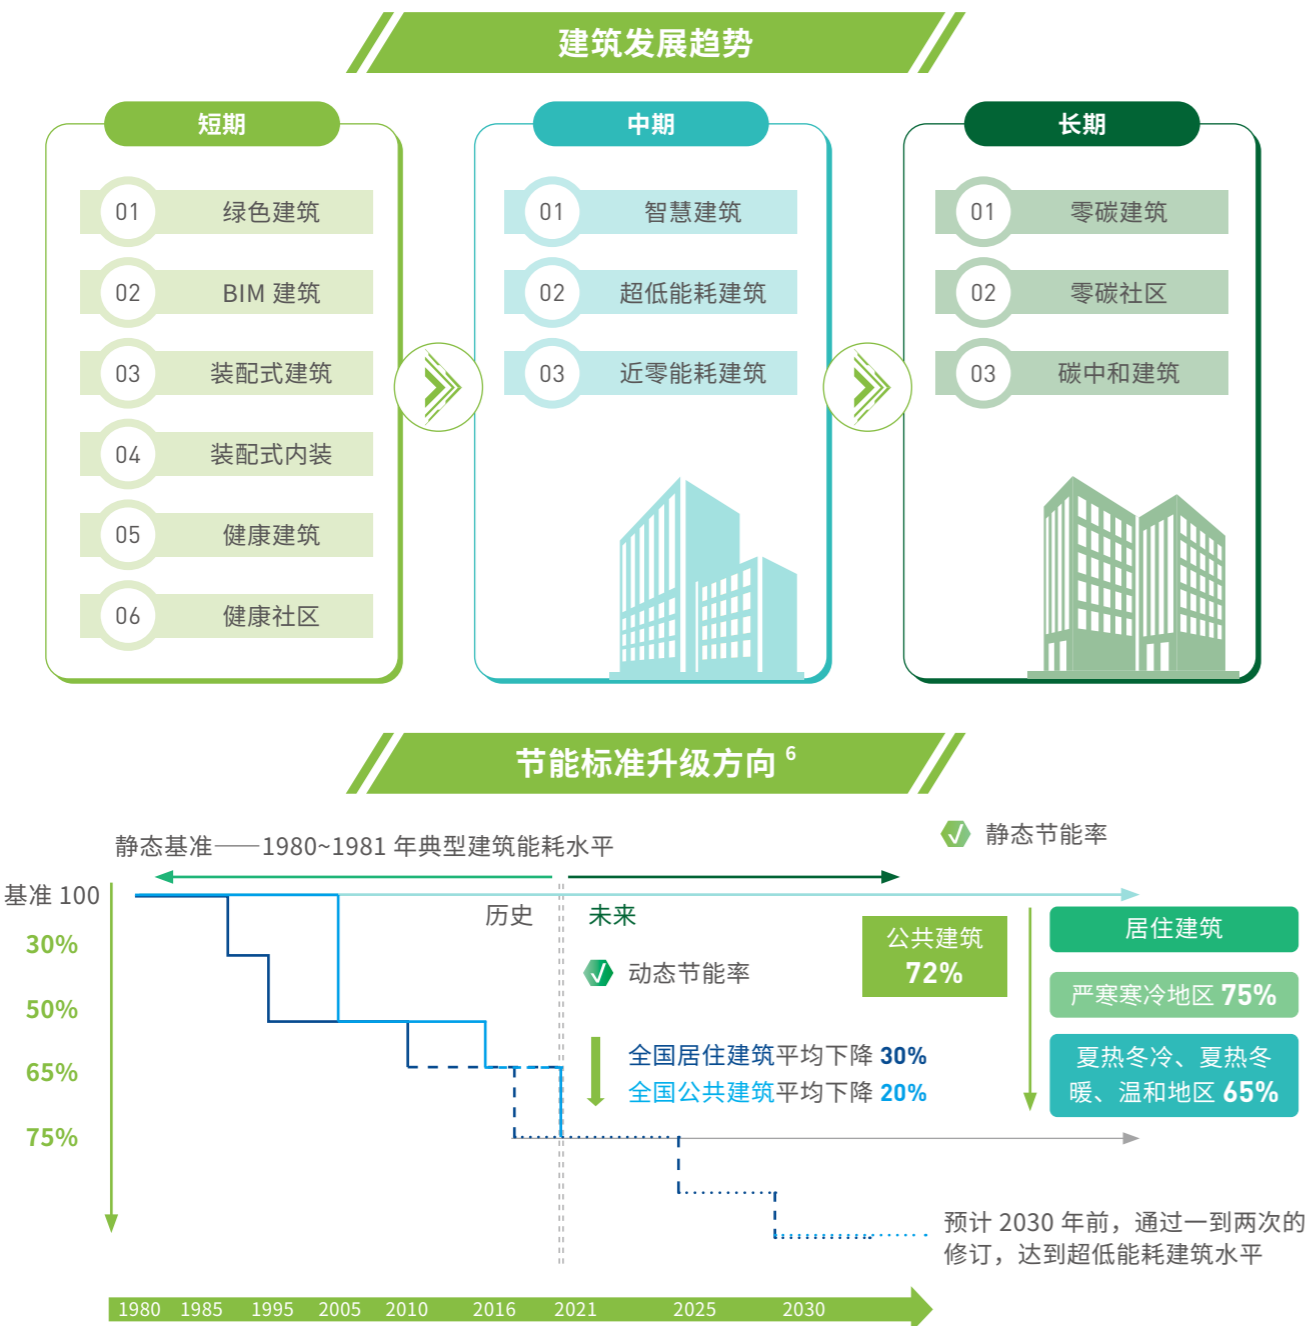 建筑发展趋势
短期
01 绿色建筑
02 BIM 建筑
03 装配式建筑
04 装配式内装
05 健康建筑
06 健康社区
中期
01 智慧建筑
02 超低能耗建筑
03 近零能耗建筑
长期
01 零碳建筑
02 零碳社区
03 碳中和建筑
节能标准升级方向 6
静态基准——1980~1981 年典型建筑能耗水平
静态节能率
基准 100
30%
50%
65%
75%
历史
未来
动态节能率
全国居住建筑平均下降 30%
全国公共建筑平均下降 20%
公共建筑
72%
居住建筑
严寒寒冷地区 75%
夏热冬冷、夏热冬
暖、温和地区 65%
预计 2030 年前，通过一到两次的
修订，达到超低能耗建筑水平
1980 1985 1995 2005 2010 2016 2021 2025 2030